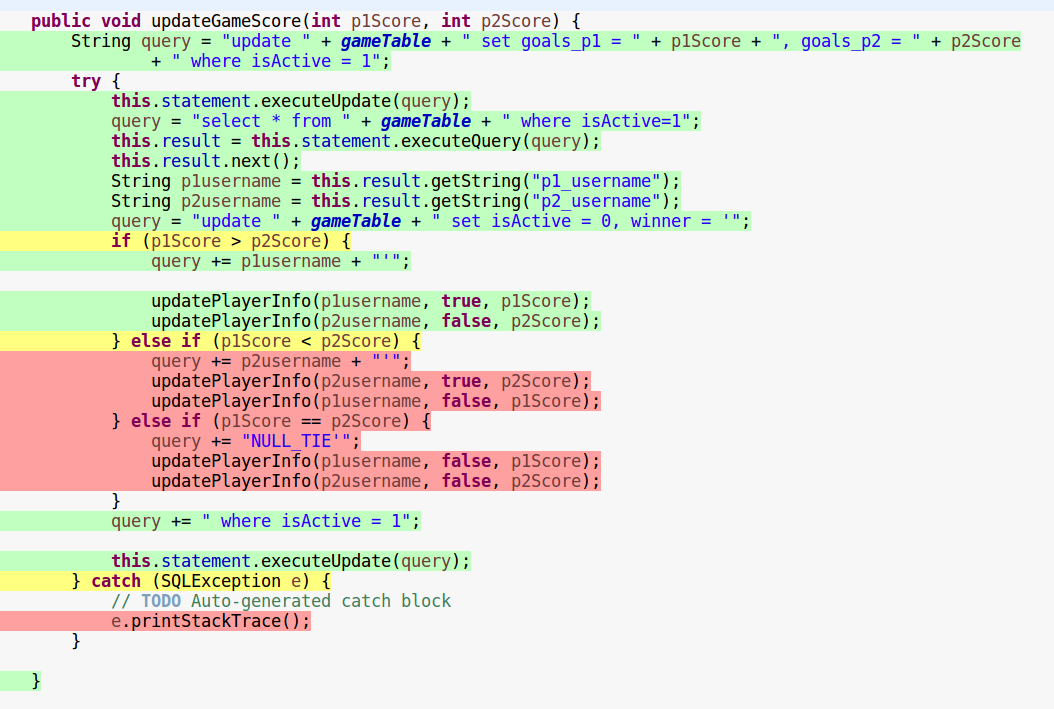 public void updateGameScore(int p1Score, int p2Score) {
String query = "update " + gameTable + " set goals_p1 = " + p1Score + ", goals_p2 = " + p2Score
+ " where isActive = 1";
try {
this.statement.executeUpdate(query);
query = "select * from " + gameTable + " where isActive=1";
this.result = this.statement.executeQuery(query);
this.result.next();
String p1username = this.result.getString("p1_username");
String p2username = this.result.getString("p2_username");
query = "update " + gameTable + " set isActive = 0, winner = '";
if (p1Score > p2Score) {
query += p1username + "'";
updatePlayerInfo(p1username, true, p1Score);
updatePlayerInfo(p2username, false, p2Score);
} else if (p1Score < p2Score) {
query += p2username + "'";
updatePlayerInfo(p2username, true, p2Score);
updatePlayerInfo(p1username, false, p1Score);
} else if (p1Score == p2Score) {
query += "NULL_TIE'";
updatePlayerInfo(p1username, false, p1Score);
updatePlayerInfo(p2username, false, p2Score);
}
query += " where isActive = 1";
this.statement.executeUpdate(query);
} catch (SQLException e) {
// TODO Auto-generated catch block
e.printStackTrace();
}
}